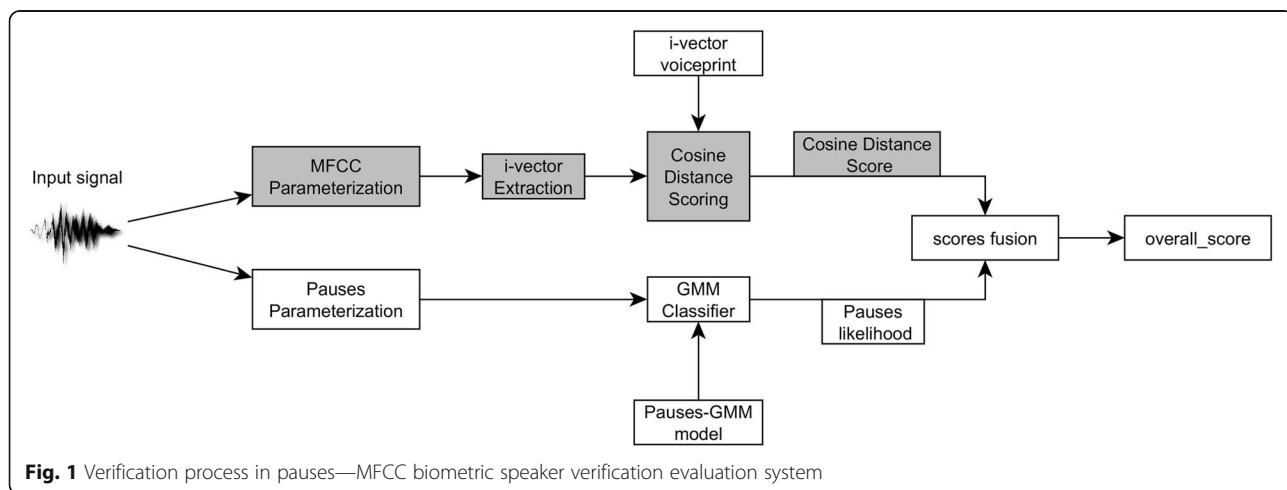 i-vector
voiceprint
Input signal
MFCC
Parameterization
i-vector
Extraction
Cosine
Distance
Scoring
Cosine Distance
Score
scores fusion
overall_score
Pauses
Parameterization
GMM
Classifier
Pauses
likelihood
Pauses-GMM
model
Fig. 1 Verification process in pauses—MFCC biometric speaker verification evaluation system